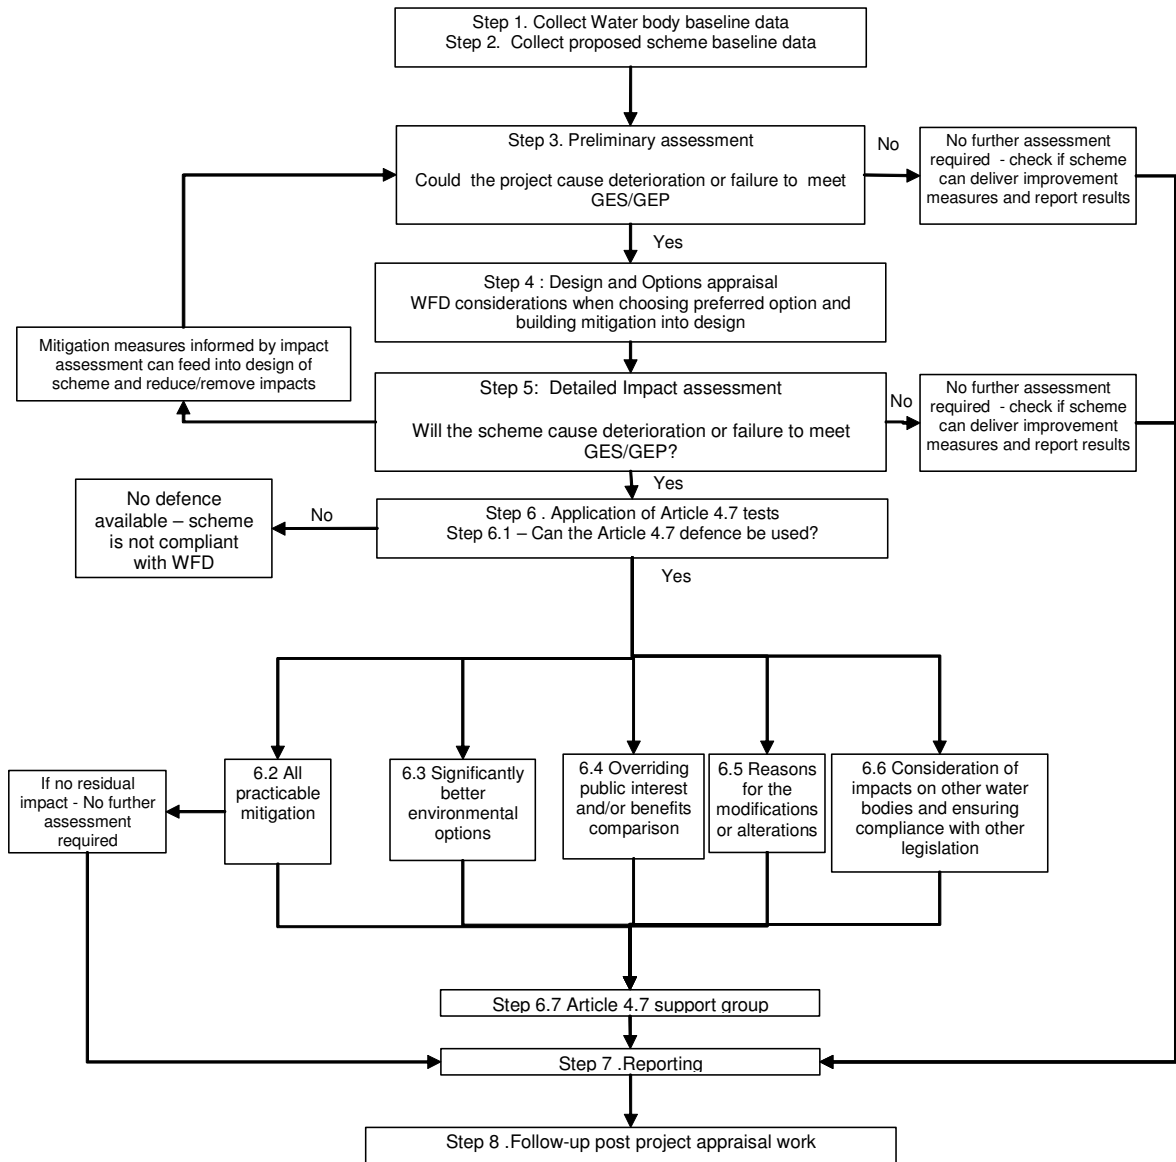 Step 1. Collect Water body baseline data
Step 2. Collect proposed scheme baseline data
Step 3. Preliminary assessment
Could the project cause deterioration or failure to meet
GES/GEP
No
No further assessment
required - check if scheme
can deliver improvement
measures and report results
Yes
Step 4 : Design and Options appraisal
WFD considerations when choosing preferred option and
building mitigation into design
Mitigation measures informed by impact
assessment can feed into design of
scheme and reduce/remove impacts
Step 5: Detailed Impact assessment
Will the scheme cause deterioration or failure to meet
GES/GEP?
No
No further assessment
required - check if scheme
can deliver improvement
measures and report results
Yes
Step 6 . Application of Article 4.7 tests
Step 6.1 – Can the Article 4.7 defence be used?
No
No defence
available – scheme
is not compliant
with WFD
Yes
If no residual
impact - No further
assessment
required
6.2 All
practicable
mitigation
6.3 Significantly
better
environmental
options
6.4 Overriding
public interest
and/or benefits
comparison
6.5 Reasons
for the
modifications
or alterations
6.6 Consideration of
impacts on other water
bodies and ensuring
compliance with other
legislation
Step 6.7 Article 4.7 support group
Step 7 .Reporting
Step 8 .Follow-up post project appraisal work